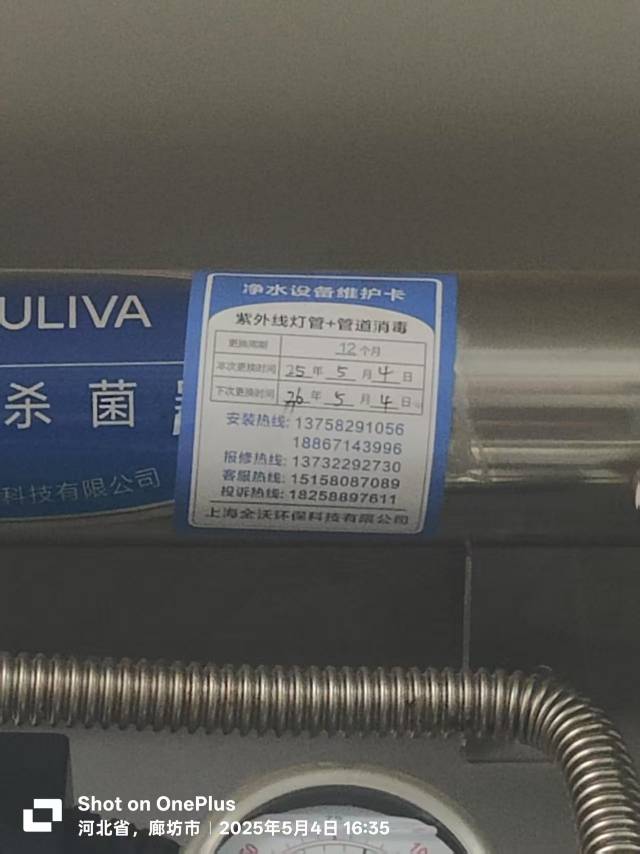 ULIVA
杀菌
科技有限公司
净水设备维护卡
紫外线灯管+管道消毒
更换周期 12个月
本次更换时间 25年5月4日
下次更换时间 26年5月4日
安装热线: 13758291056
18867143996
报修热线: 13732292730
客服热线: 15158087089
投诉热线: 18258897611
上海全沃环保科技有限公司
Shot on OnePlus
河北省，廊坊市 | 2025年5月4日 16:35